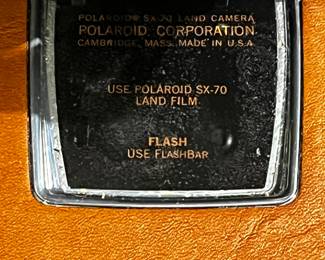 POLAROID® SX-70 LAND CAMERA
POLAROID CORPORATION
CAMBRIDGE, MASS. MADE IN U.S.A
USE POLAROID SX-70
LAND FILM
FLASH
USE FLASHBAR